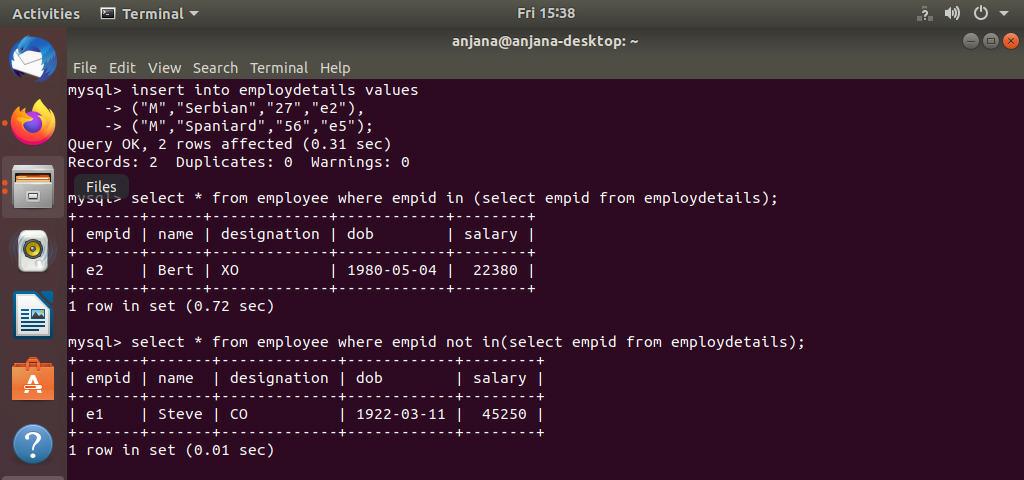 Activities Terminal Fri 15:38
anjana@anjana-desktop: ~
File Edit View Search Terminal Help
mysql> insert into employdetails values
    -> ("M","Serbian","27","e2"),
    -> ("M","Spaniard","56","e5");
Query OK, 2 rows affected (0.31 sec)
Records: 2  Duplicates: 0  Warnings: 0
Files
mysql> select * from employee where empid in (select empid from employdetails);
+-------+------+-------------+------------+--------+
| empid | name | designation | dob        | salary |
+-------+------+-------------+------------+--------+
| e2    | Bert | XO          | 1980-05-04 |  22380 |
+-------+------+-------------+------------+--------+
1 row in set (0.72 sec)
mysql> select * from employee where empid not in(select empid from employdetails);
+-------+-------+-------------+------------+--------+
| empid | name  | designation | dob        | salary |
+-------+-------+-------------+------------+--------+
| e1    | Steve | CO          | 1922-03-11 |  45250 |
+-------+-------+-------------+------------+--------+
1 row in set (0.01 sec)